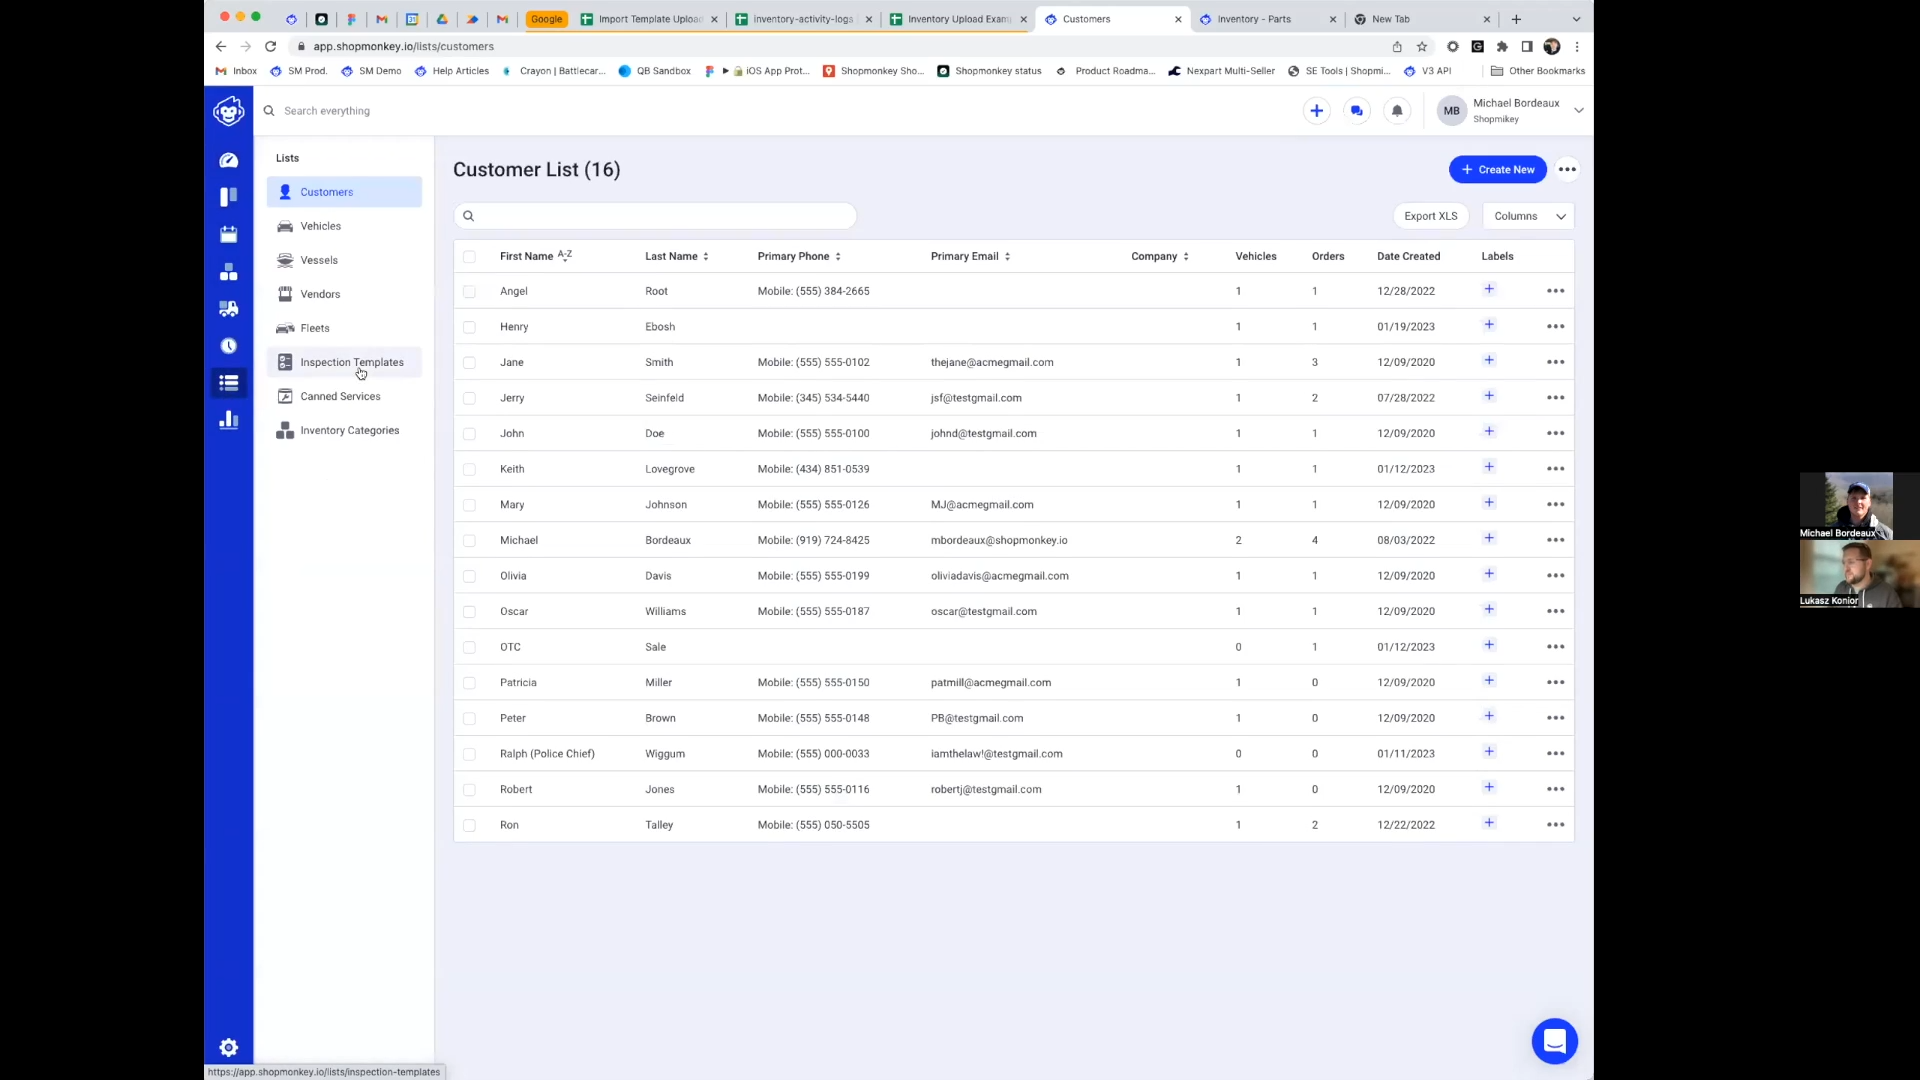 Google
Import Template Upload
inventory-activity-logs
Inventory Upload Exam
Customers
Inventory - Parts
New Tab
app.shopmonkey.io/lists/customers
Inbox
SM Prod.
SM Demo
Help Articles
Crayon | Battlecar...
QB Sandbox
iOS App Prot...
Shopmonkey Sho...
Shopmonkey status
Product Roadma...
Nexpart Multi-Seller
SE Tools | Shopmi...
V3 API
Other Bookmarks
Search everything
MB
Michael Bordeaux
Shopmikey
Lists
Customers
Vehicles
Vessels
Vendors
Fleets
Inspection Templates
Canned Services
Inventory Categories
Customer List (16)
+ Create New
Export XLS
Columns
First Name A-Z Last Name Primary Phone Primary Email Company Vehicles Orders Date Created Labels
Angel Root Mobile: (555) 384-2665 1 1 12/28/2022
Henry Ebosh 1 1 01/19/2023
Jane Smith Mobile: (555) 555-0102 thejane@acmegmail.com 1 3 12/09/2020
Jerry Seinfeld Mobile: (345) 534-5440 jsf@testgmail.com 1 2 07/28/2022
John Doe Mobile: (555) 555-0100 johnd@testgmail.com 1 1 12/09/2020
Keith Lovegrove Mobile: (434) 851-0539 1 1 01/12/2023
Mary Johnson Mobile: (555) 555-0126 MJ@acmegmail.com 1 1 12/09/2020
Michael Bordeaux Mobile: (919) 724-8425 mbordeaux@shopmonkey.io 2 4 08/03/2022
Olivia Davis Mobile: (555) 555-0199 oliviadavis@acmegmail.com 1 1 12/09/2020
Oscar Williams Mobile: (555) 555-0187 oscar@testgmail.com 1 1 12/09/2020
OTC Sale 0 1 01/12/2023
Patricia Miller Mobile: (555) 555-0150 patmill@acmegmail.com 1 0 12/09/2020
Peter Brown Mobile: (555) 555-0148 PB@testgmail.com 1 0 12/09/2020
Ralph (Police Chief) Wiggum Mobile: (555) 000-0033 iamthelaw!@testgmail.com 0 0 01/11/2023
Robert Jones Mobile: (555) 555-0116 robertj@testgmail.com 1 0 12/09/2020
Ron Talley Mobile: (555) 050-5505 1 2 12/22/2022
https://app.shopmonkey.io/lists/inspection-templates
Michael Bordeaux
Lukasz Konior